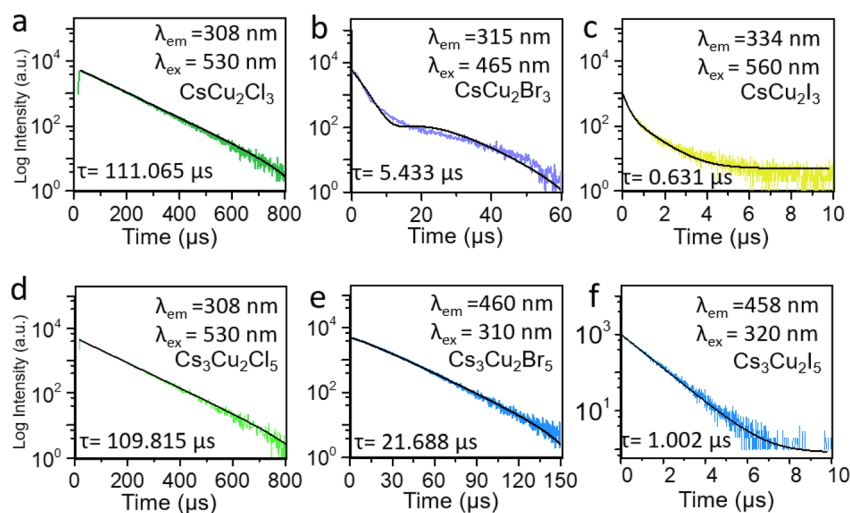 a
λem =308 nm
λex =530 nm
CsCu2Cl3
τ= 111.065 μs
Log Intensity (a.u.)
10^4
10^2
10^0
0 200 400 600 800
Time (μs)
b
λem =315 nm
λex =465 nm
CsCu2Br3
τ= 5.433 μs
10^4
10^2
10^0
0 20 40 60
Time (μs)
c
λem =334 nm
λex =560 nm
CsCu2I3
τ= 0.631 μs
10^4
10^2
10^0
0 2 4 6 8 10
Time (μs)
d
λem =308 nm
λex =530 nm
Cs3Cu2Cl5
τ= 109.815 μs
Log Intensity (a.u.)
10^4
10^2
10^0
0 200 400 600 800
Time (μs)
e
λem =460 nm
λex =310 nm
Cs3Cu2Br5
τ= 21.688 μs
10^4
10^2
10^0
0 30 60 90 120 150
Time (μs)
f
λem =458 nm
λex =320 nm
Cs3Cu2I5
τ= 1.002 μs
10^3
10^1
0 2 4 6 8 10
Time (μs)